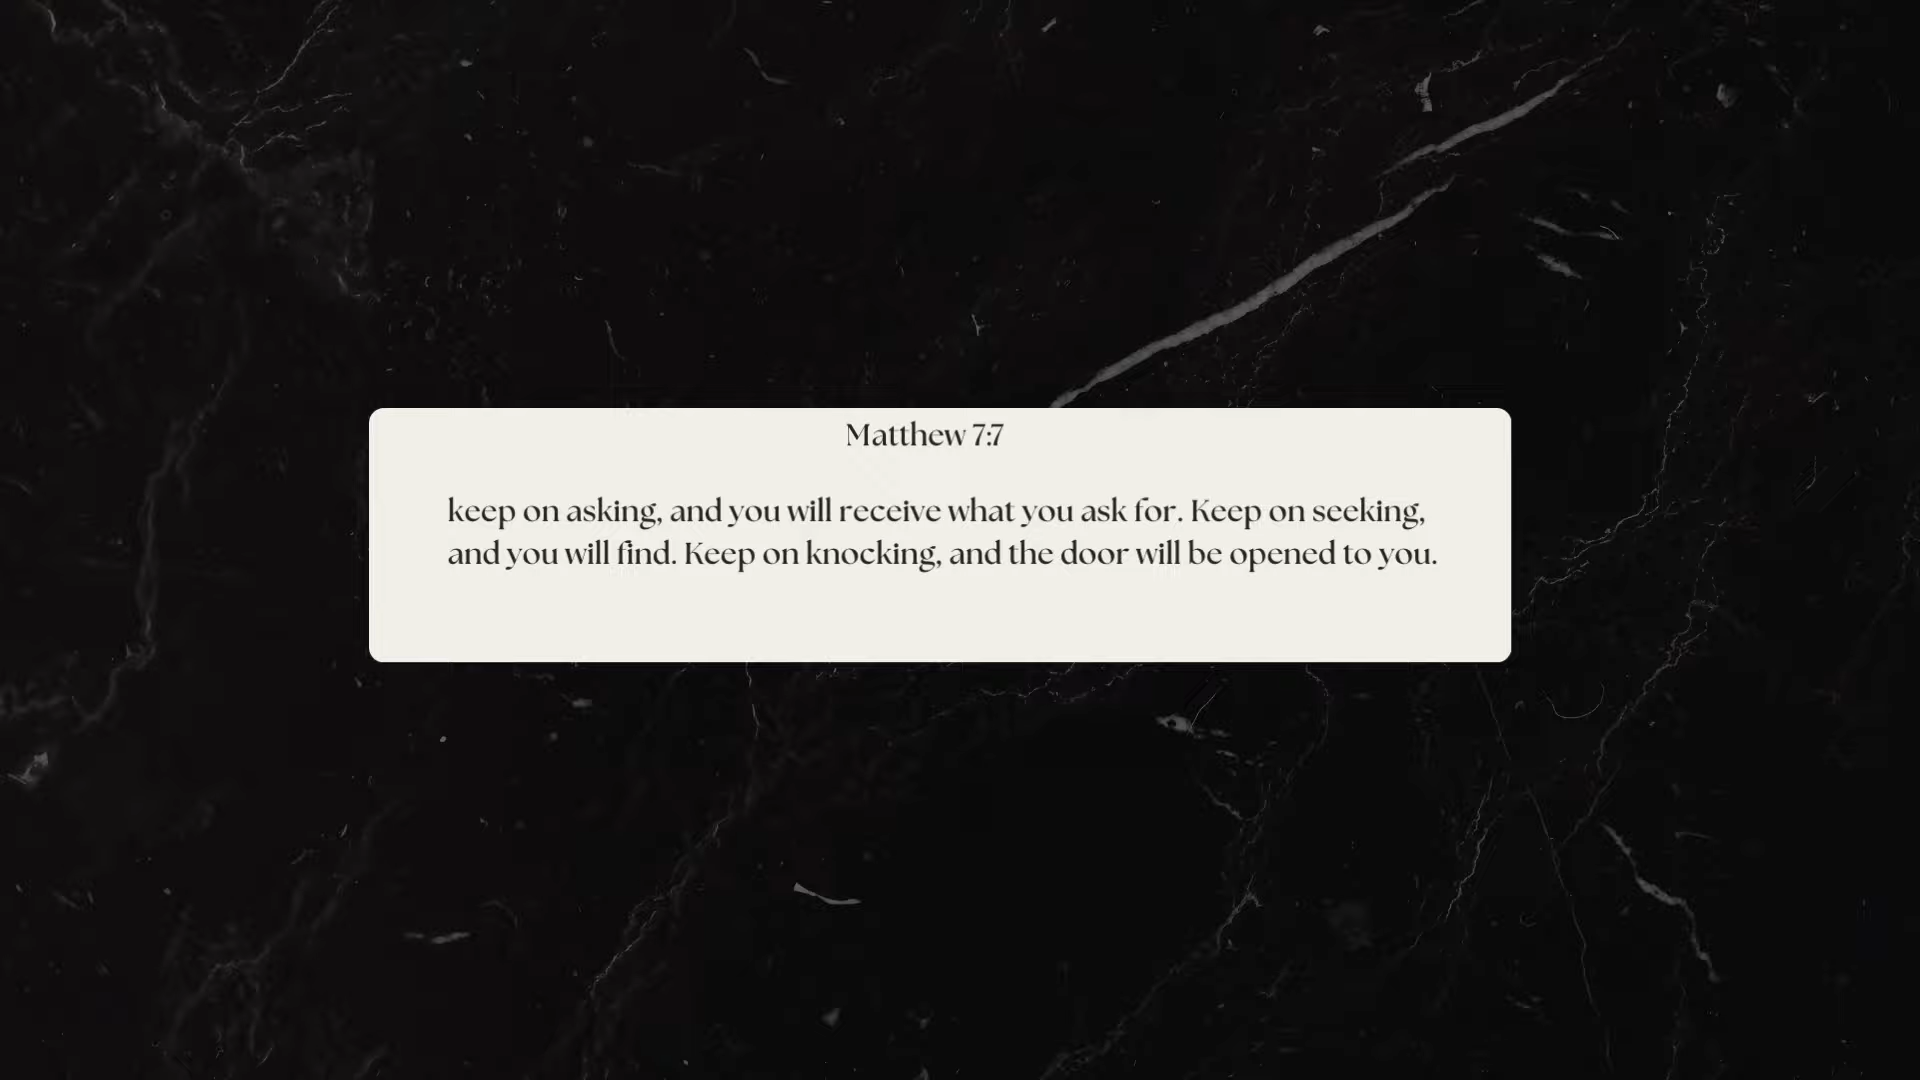 Matthew 7:7
keep on asking, and you will receive what you ask for. Keep on seeking,
and you will find. Keep on knocking, and the door will be opened to you.